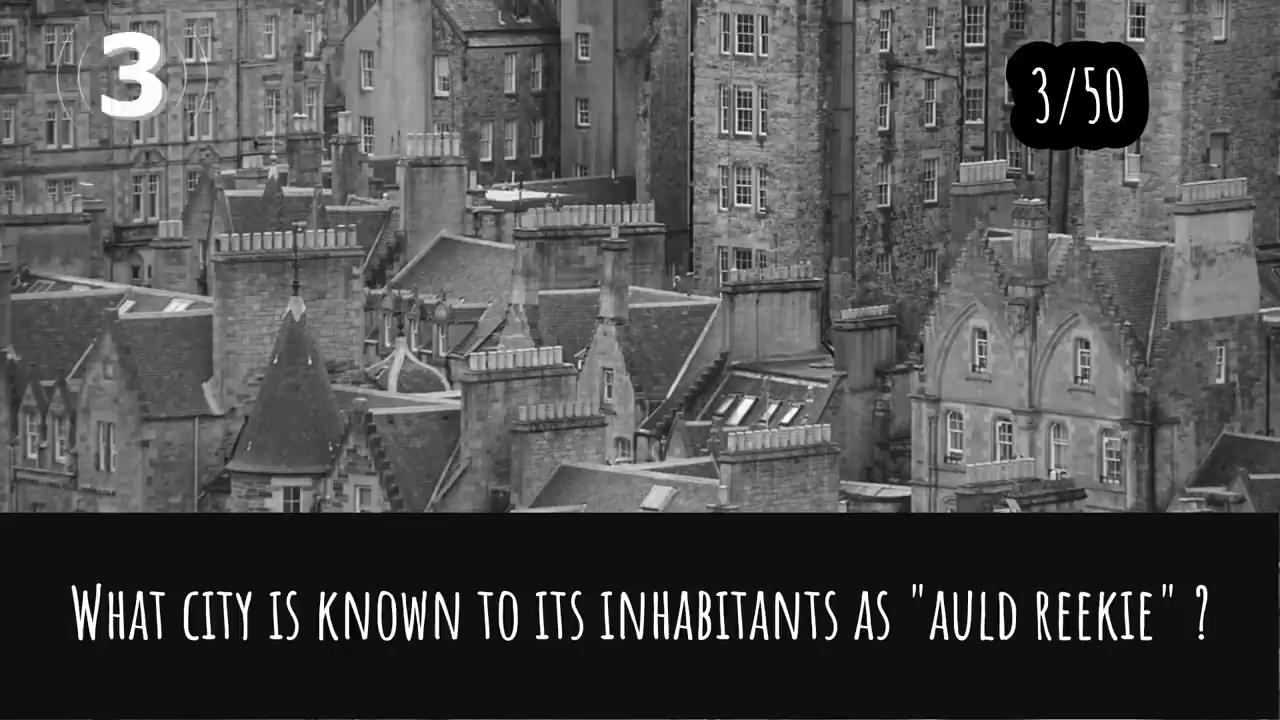 3
3/50
WHAT CITY IS KNOWN TO ITS INHABITANTS AS "AULD REEKIE" ?